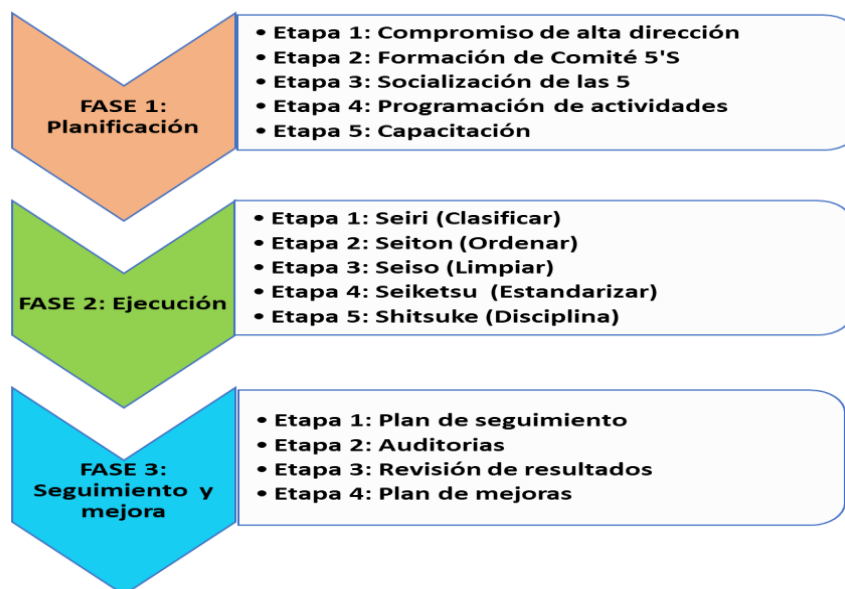 FASE 1:
Planificación
• Etapa 1: Compromiso de alta dirección
• Etapa 2: Formación de Comité 5'S
• Etapa 3: Socialización de las 5
• Etapa 4: Programación de actividades
• Etapa 5: Capacitación
FASE 2: Ejecución
• Etapa 1: Seiri (Clasificar)
• Etapa 2: Seiton (Ordenar)
• Etapa 3: Seiso (Limpiar)
• Etapa 4: Seiketsu (Estandarizar)
• Etapa 5: Shitsuke (Disciplina)
FASE 3:
Seguimiento y
mejora
• Etapa 1: Plan de seguimiento
• Etapa 2: Auditorias
• Etapa 3: Revisión de resultados
• Etapa 4: Plan de mejoras